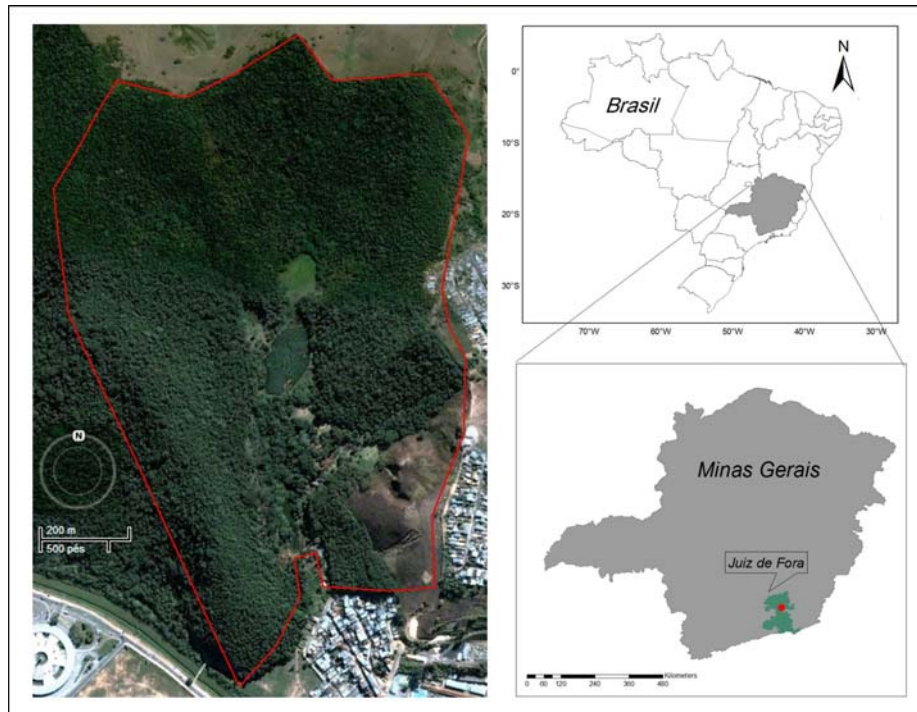 N
200 m
500 pés
N
Brasil
0°
10°S
20°S
30°S
70°W
60°W
50°W
40°W
30°W
Minas Gerais
Juiz de Fora
Kilometers
0 60 120 240 360 480